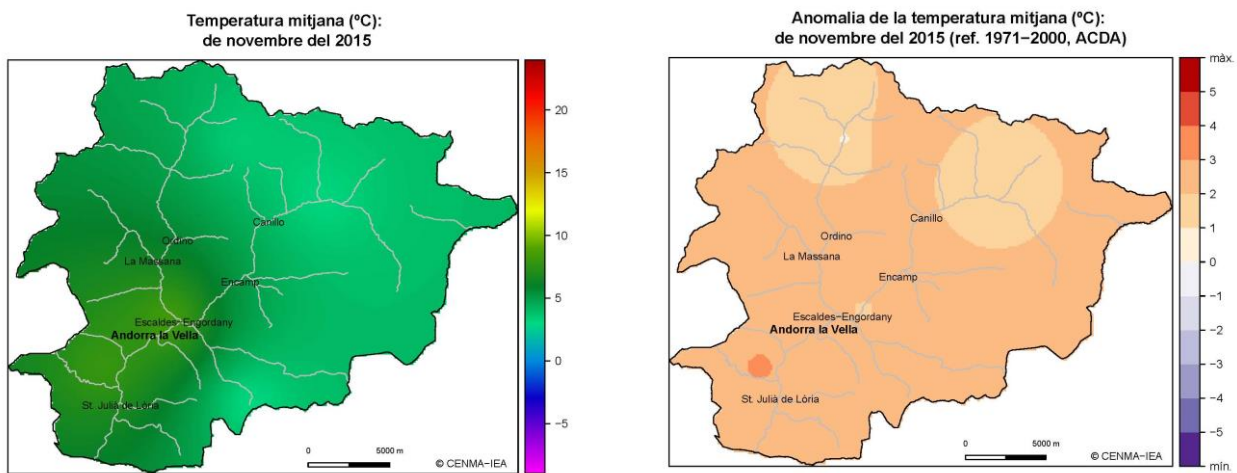 Temperatura mitjana (ºC):
de novembre del 2015
20
15
10
5
0
−5
Canillo
Ordino
La Massana
Encamp
Escaldes−Engordany
Andorra la Vella
St. Julià de Lòria
0 5000 m
© CENMA−IEA
Anomalia de la temperatura mitjana (ºC):
de novembre del 2015 (ref. 1971−2000, ACDA)
màx.
5
4
3
2
1
0
−1
−2
−3
−4
−5
mín.
Canillo
Ordino
La Massana
Encamp
Escaldes−Engordany
Andorra la Vella
St. Julià de Lòria
0 5000 m
© CENMA−IEA